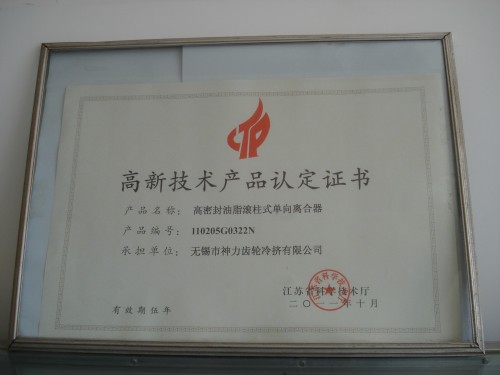 高新技术产品认定证书
产品名称：高密封油脂滚柱式单向离合器
产品编号：110205G0322N
承担单位：无锡市神力齿轮冷挤有限公司
江苏省科学技术厅
二〇一一年十月
有效期伍年